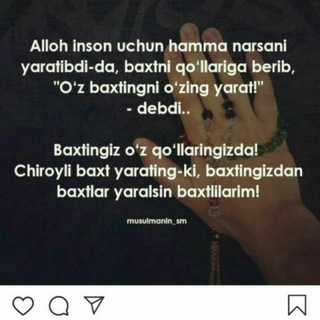 Alloh inson uchun hamma narsani
yaratibdi-da, baxtni qo'llariga berib,
"O'z baxtingni o'zing yarat!"
- debdi..
Baxtingiz o'z qo'llaringizda!
Chiroyli baxt yarating-ki, baxtingizdan
baxtlar yaralsin baxtlilarim!
musulmanin_sm